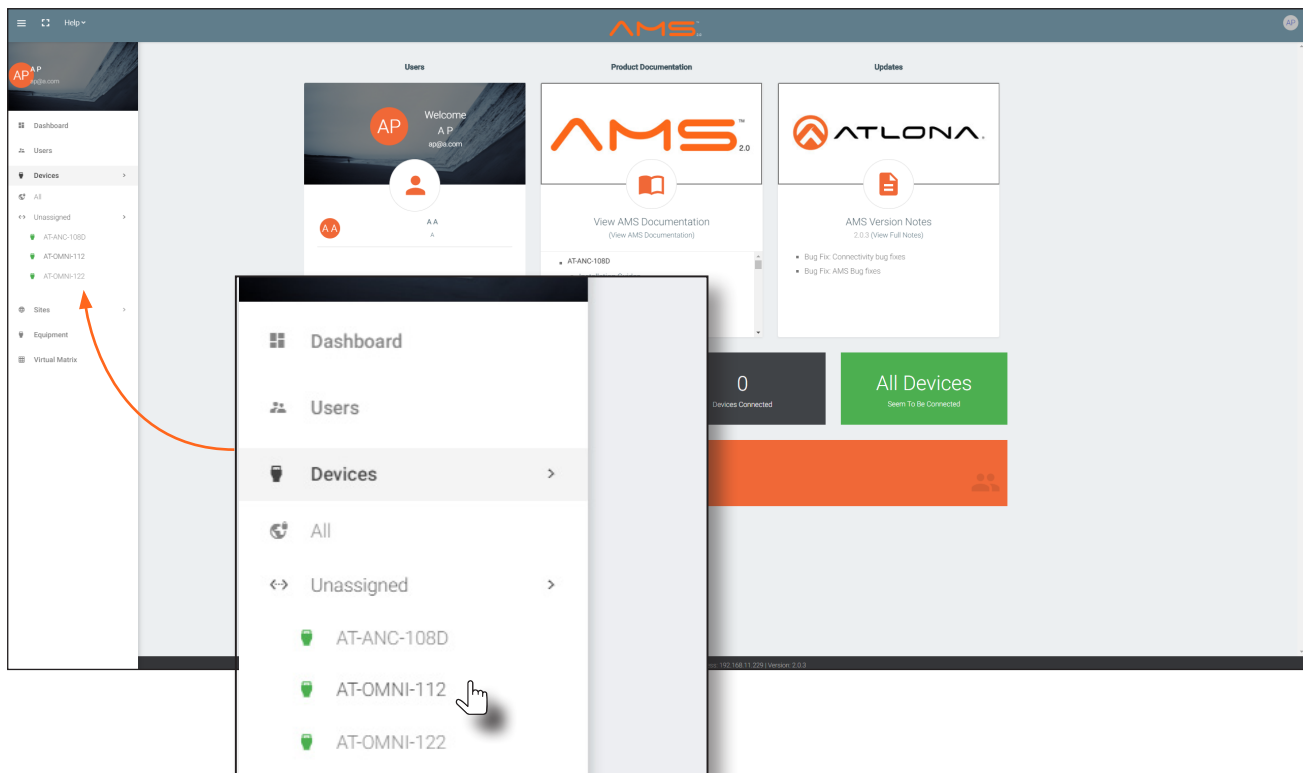 Help
AMS
AP
AP
A P
ap@a.com
Dashboard
Users
Devices
All
Unassigned
AT-ANC-108D
AT-OMNI-112
AT-OMNI-122
Sites
Equipment
Virtual Matrix
Users
AP
Welcome
A P
ap@a.com
A A
A A
A
Product Documentation
AMS™
2.0
View AMS Documentation
(View AMS Documentation)
AT-ANC-108D
Updates
ATLONA.
AMS Version Notes
2.0.3 (View Full Notes)
Bug Fix: Connectivity bug fixes
Bug Fix: AMS Bug fixes
0
Devices Connected
All Devices
Seem To Be Connected
192.168.11.229 | Version: 2.0.3
Dashboard
Users
Devices
All
Unassigned
AT-ANC-108D
AT-OMNI-112
AT-OMNI-122